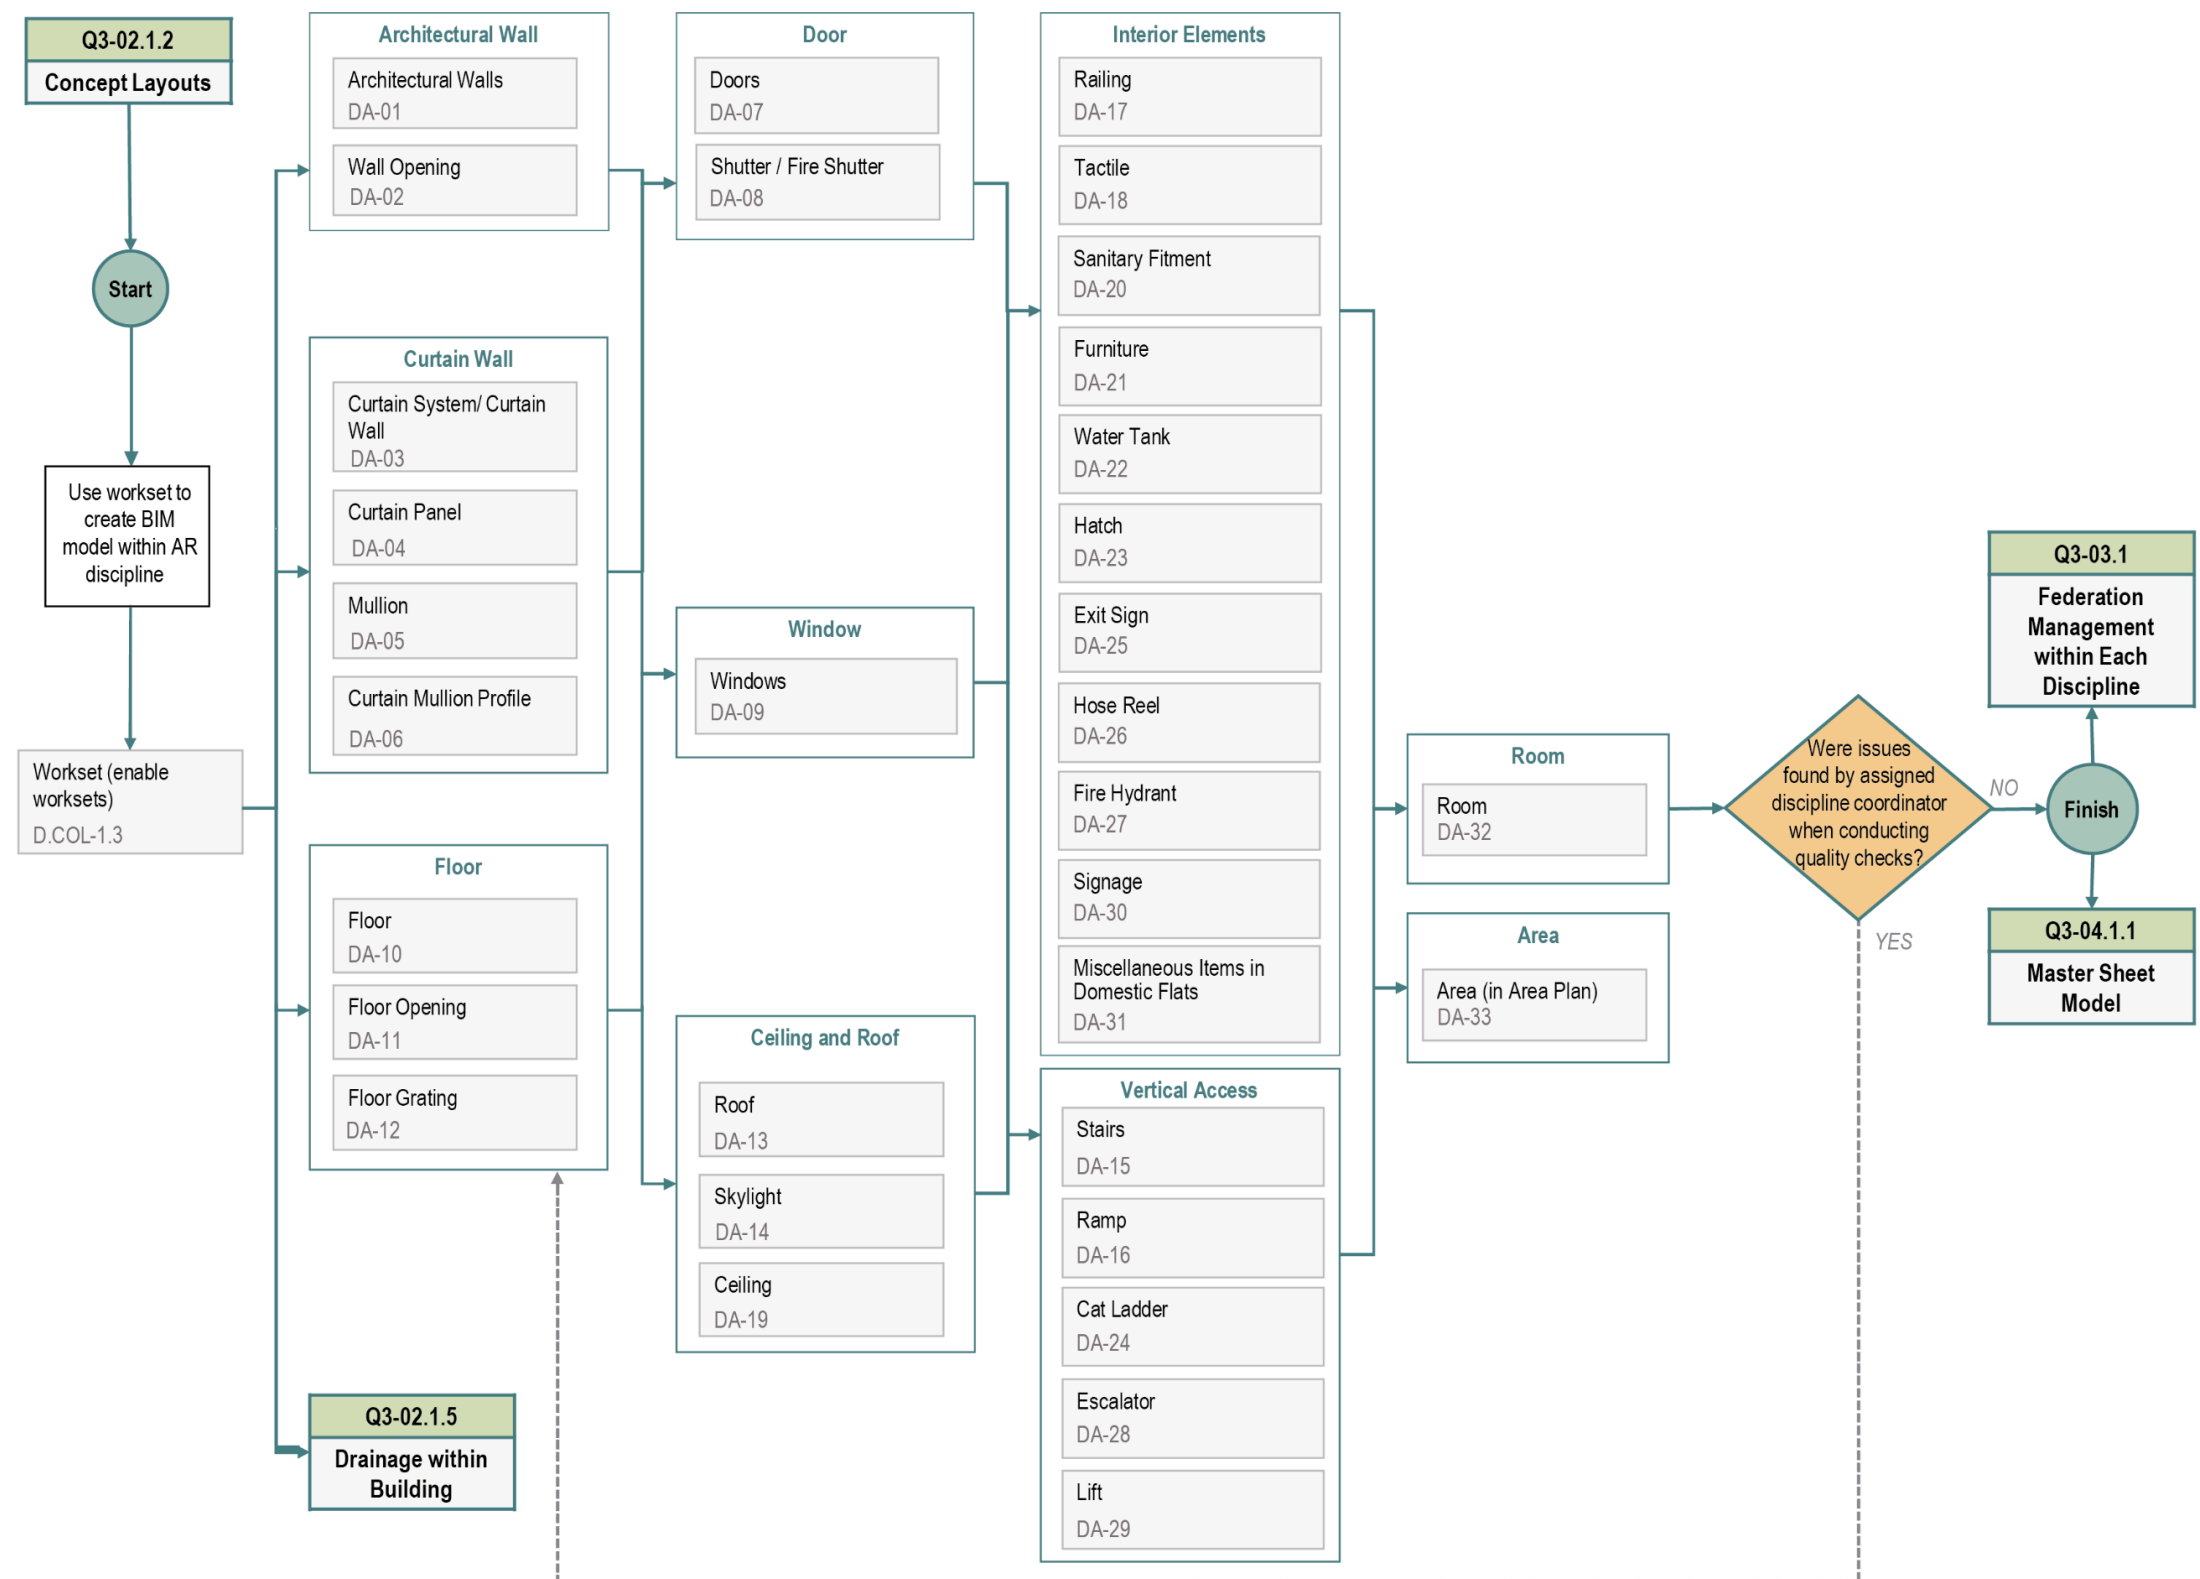 Q3-02.1.2
Concept Layouts
Start
Use workset to
create BIM
model within AR
discipline
Workset (enable
worksets)
D.COL-1.3
Architectural Wall
Architectural Walls
DA-01
Wall Opening
DA-02
Curtain Wall
Curtain System/ Curtain
Wall
DA-03
Curtain Panel
DA-04
Mullion
DA-05
Curtain Mullion Profile
DA-06
Floor
Floor
DA-10
Floor Opening
DA-11
Floor Grating
DA-12
Q3-02.1.5
Drainage within
Building
Door
Doors
DA-07
Shutter / Fire Shutter
DA-08
Window
Windows
DA-09
Ceiling and Roof
Roof
DA-13
Skylight
DA-14
Ceiling
DA-19
Interior Elements
Railing
DA-17
Tactile
DA-18
Sanitary Fitment
DA-20
Furniture
DA-21
Water Tank
DA-22
Hatch
DA-23
Exit Sign
DA-25
Hose Reel
DA-26
Fire Hydrant
DA-27
Signage
DA-30
Miscellaneous Items in
Domestic Flats
DA-31
Vertical Access
Stairs
DA-15
Ramp
DA-16
Cat Ladder
DA-24
Escalator
DA-28
Lift
DA-29
Room
Room
DA-32
Area
Area (in Area Plan)
DA-33
Were issues
found by assigned
discipline coordinator
when conducting
quality checks?
NO
YES
Finish
Q3-03.1
Federation
Management
within Each
Discipline
Q3-04.1.1
Master Sheet
Model